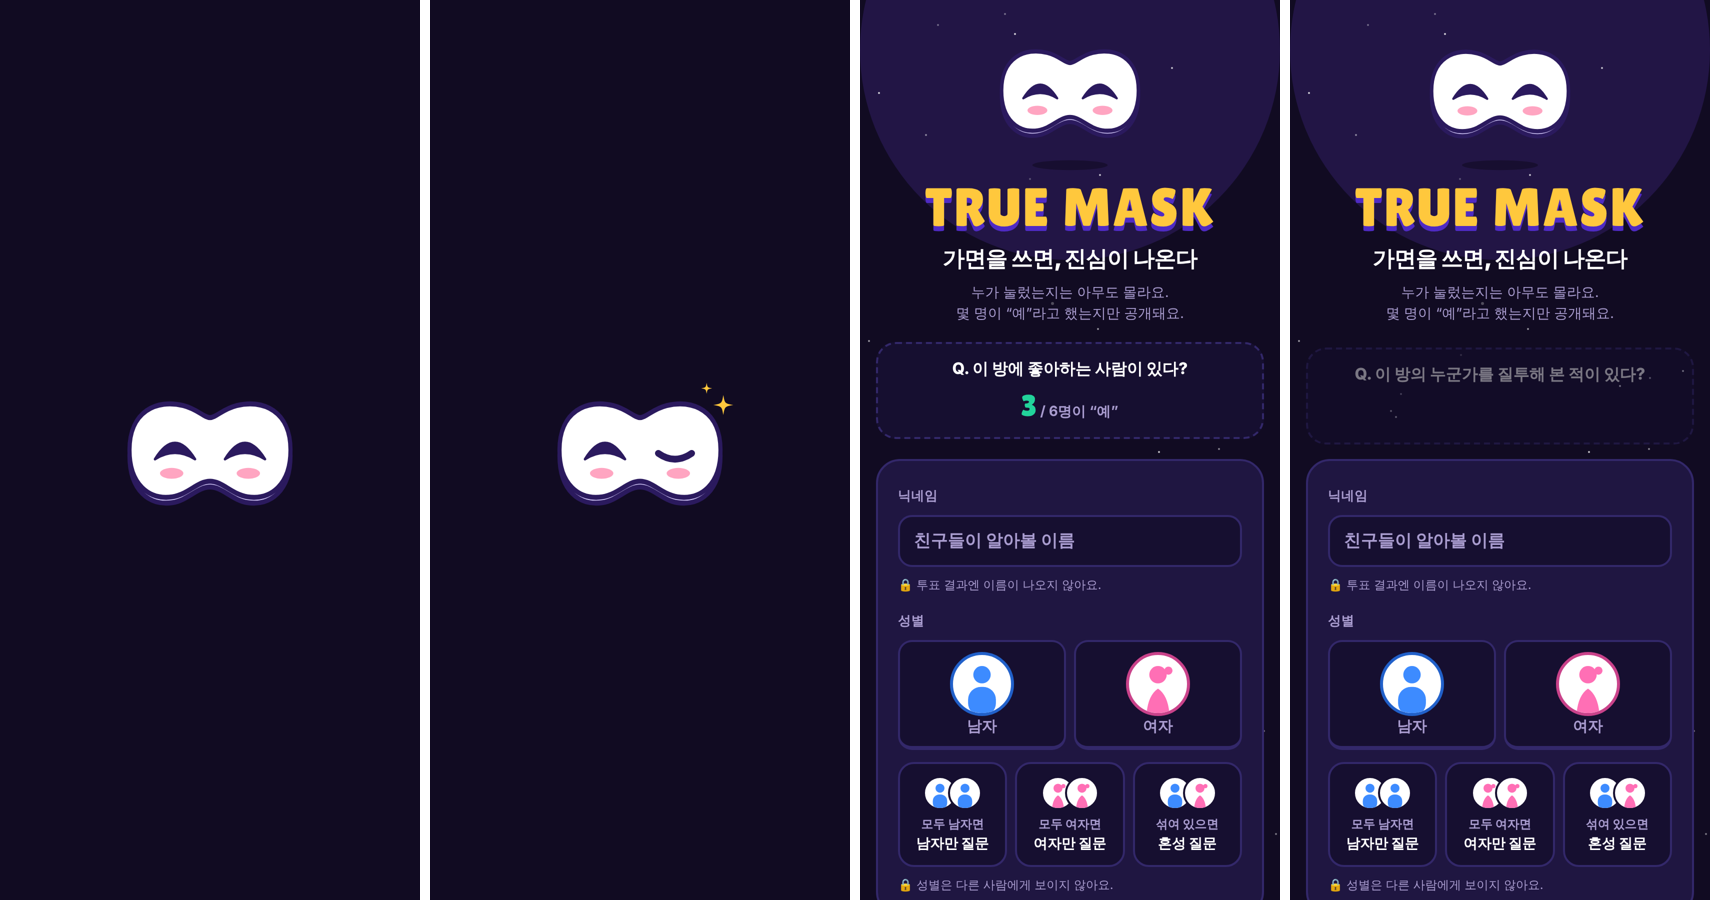 TRUE MASK
가면을 쓰면, 진심이 나온다
누가 눌렀는지는 아무도 몰라요.
몇 명이 “예”라고 했는지만 공개돼요.
Q. 이 방에 좋아하는 사람이 있다?
3 / 6명이 “예”
닉네임
친구들이 알아볼 이름
🔒 투표 결과엔 이름이 나오지 않아요.
성별
남자
여자
모두 남자면
남자만 질문
모두 여자면
여자만 질문
섞여 있으면
혼성 질문
🔒 성별은 다른 사람에게 보이지 않아요.
TRUE MASK
가면을 쓰면, 진심이 나온다
누가 눌렀는지는 아무도 몰라요.
몇 명이 “예”라고 했는지만 공개돼요.
Q. 이 방의 누군가를 질투해 본 적이 있다?
닉네임
친구들이 알아볼 이름
🔒 투표 결과엔 이름이 나오지 않아요.
성별
남자
여자
모두 남자면
남자만 질문
모두 여자면
여자만 질문
섞여 있으면
혼성 질문
🔒 성별은 다른 사람에게 보이지 않아요.